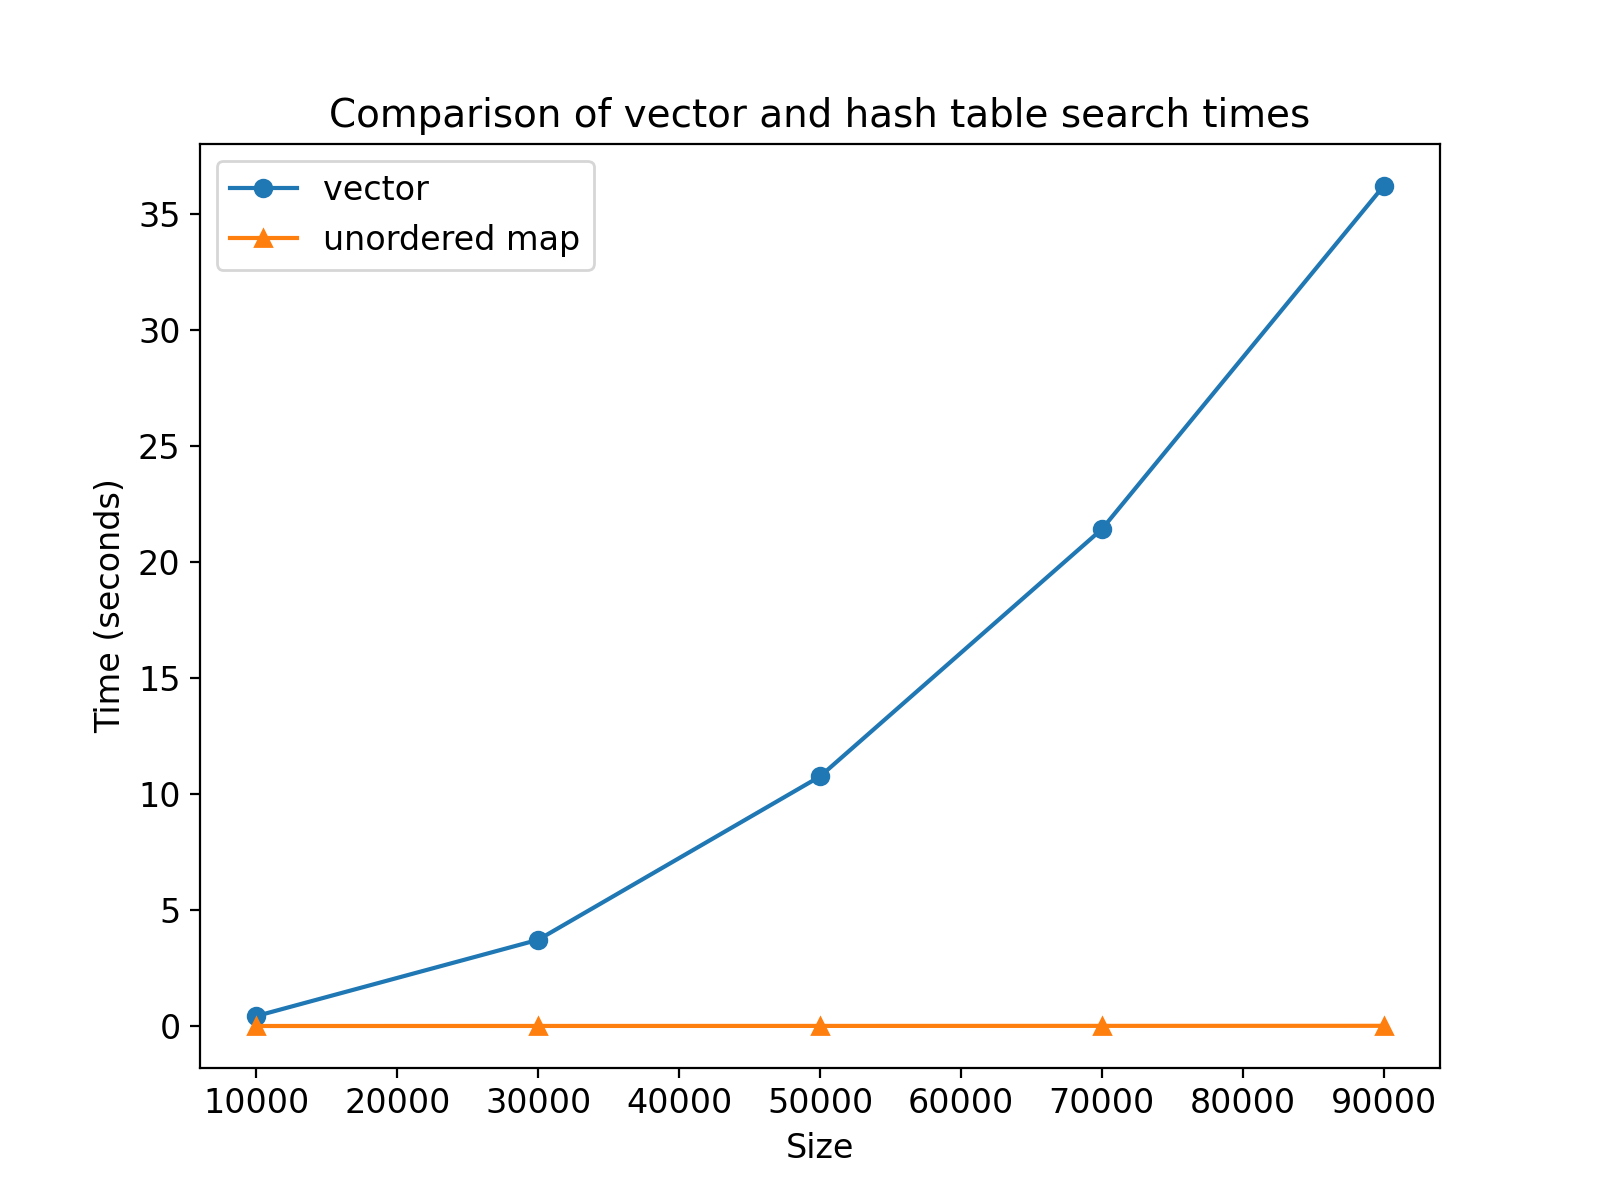 Comparison of vector and hash table search times
vector
unordered map
35
30
25
20
15
10
5
0
Time (seconds)
10000 20000 30000 40000 50000 60000 70000 80000 90000
Size